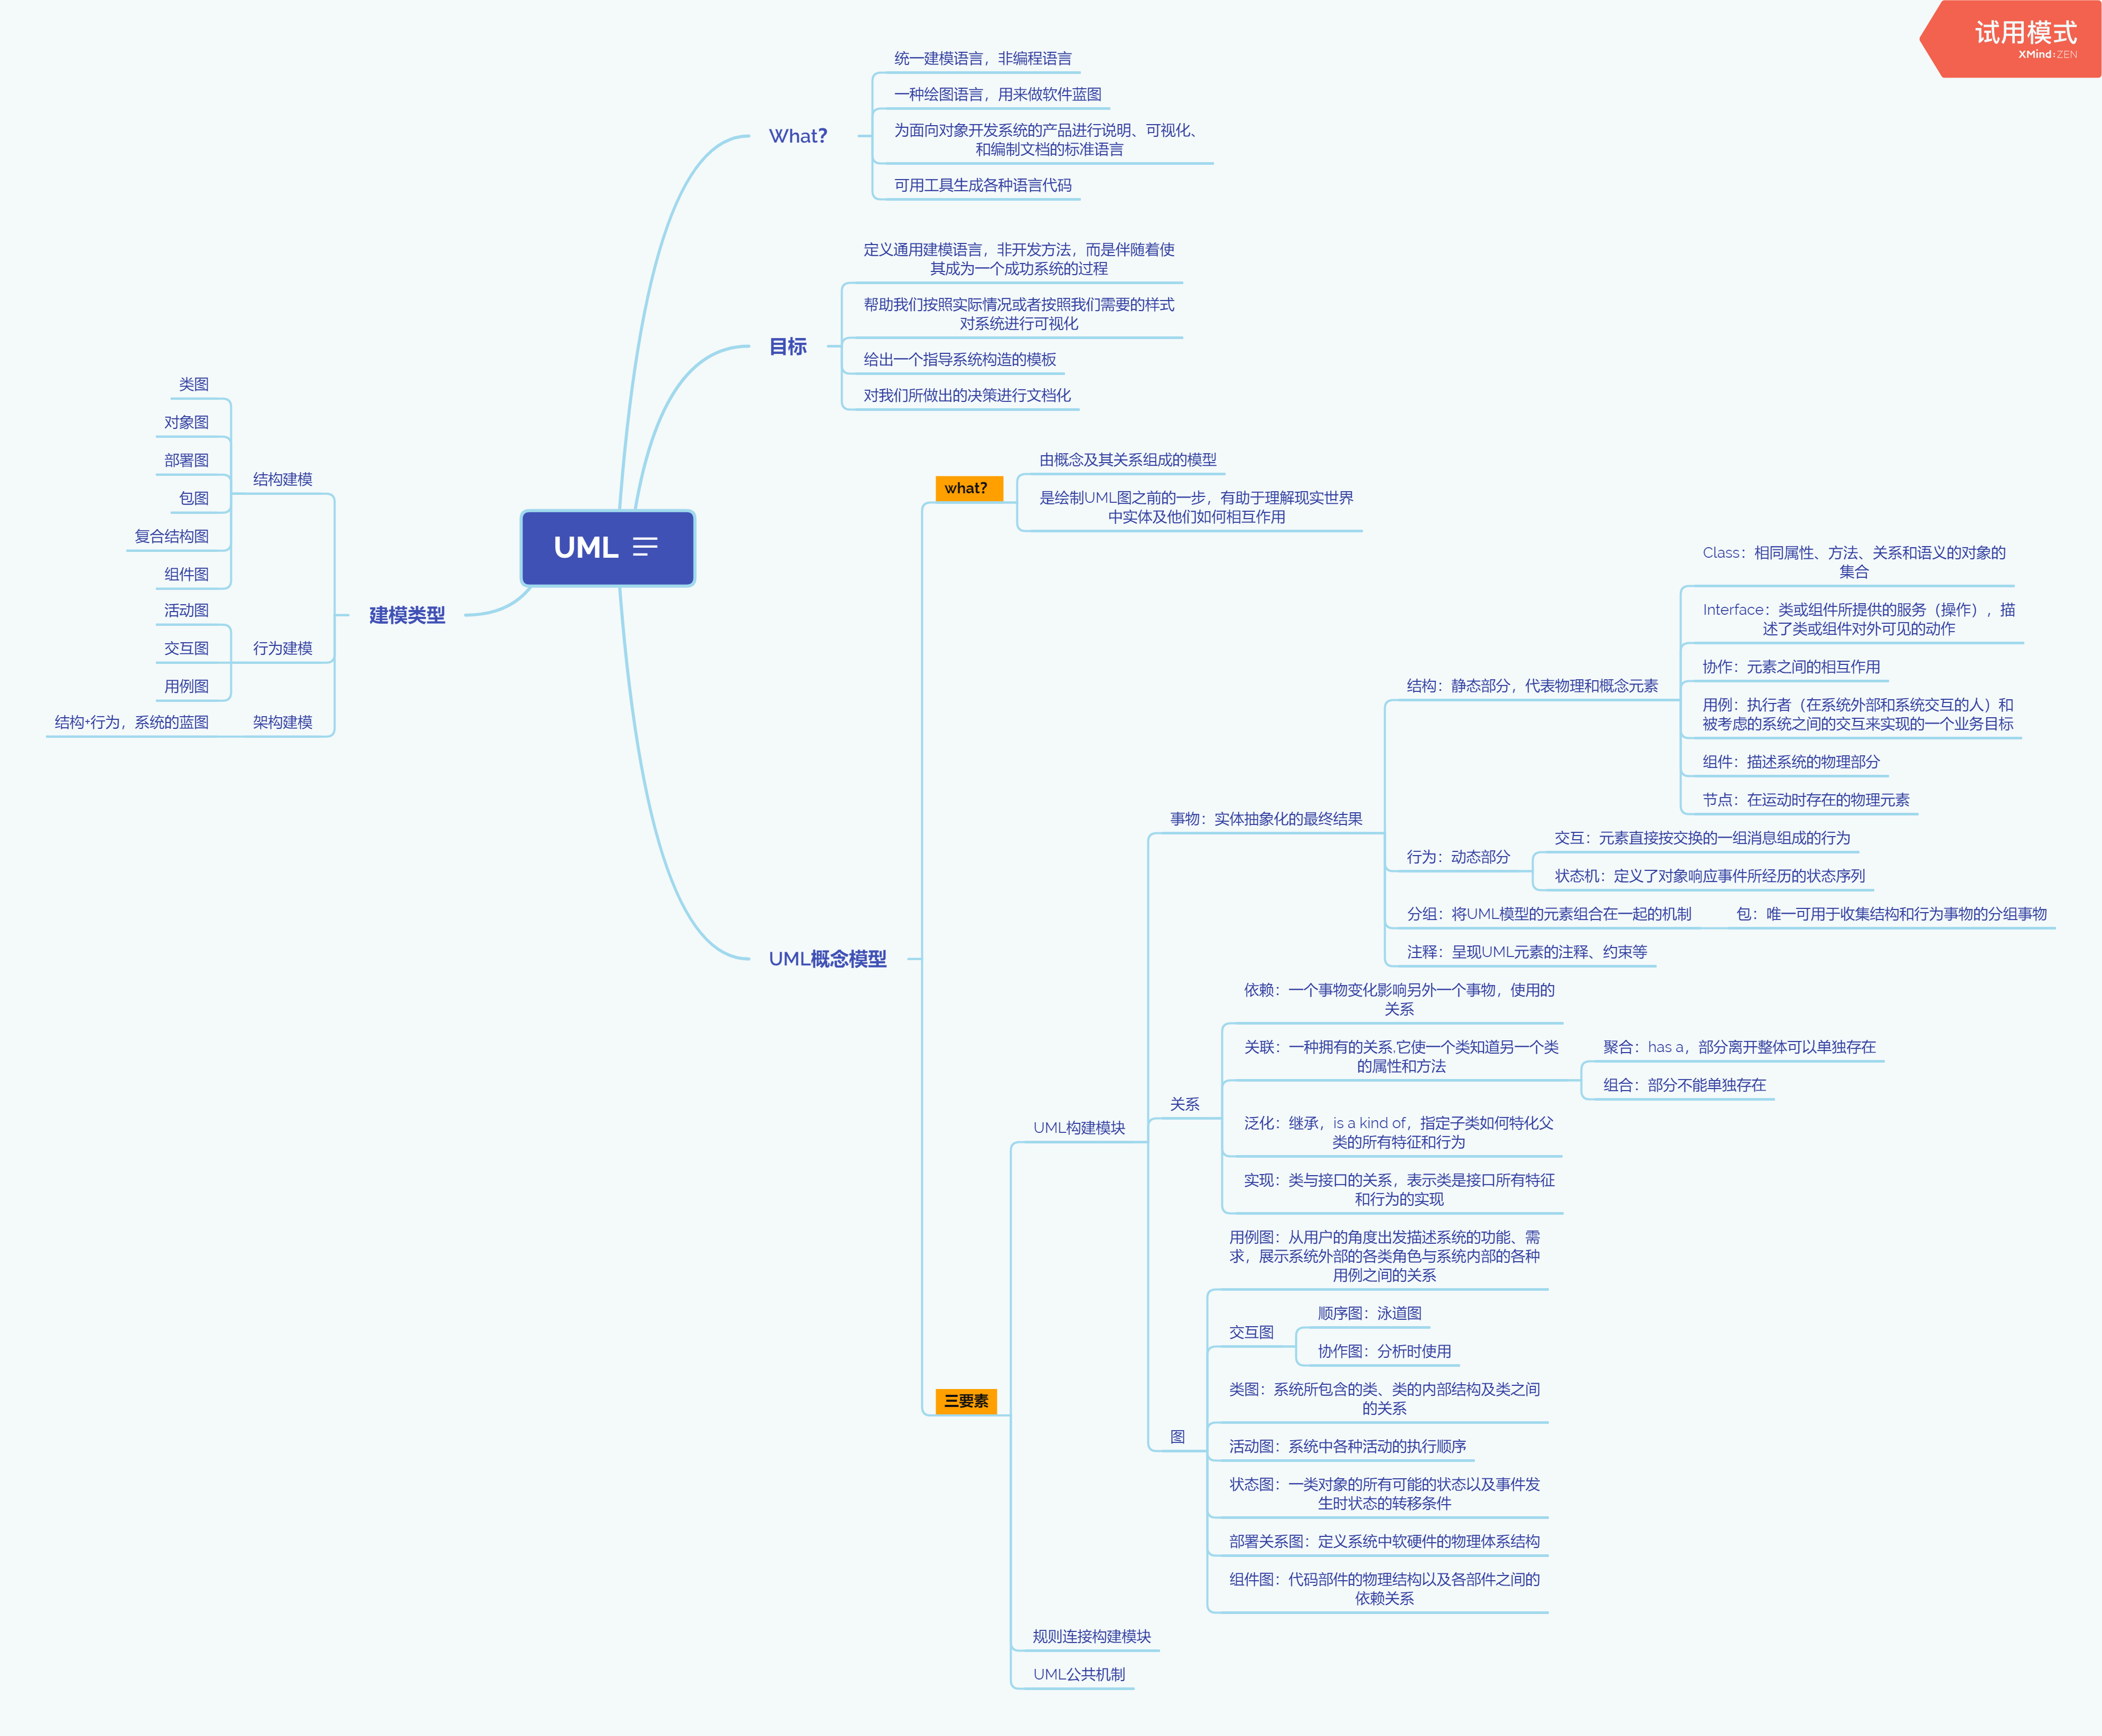 试用模式
XMind:ZEN
UML
What?
统一建模语言，非编程语言
一种绘图语言，用来做软件蓝图
为面向对象开发系统的产品进行说明、可视化、
和编制文档的标准语言
可用工具生成各种语言代码
目标
定义通用建模语言，非开发方法，而是伴随着使
其成为一个成功系统的过程
帮助我们按照实际情况或者按照我们需要的样式
对系统进行可视化
给出一个指导系统构造的模板
对我们所做出的决策进行文档化
UML概念模型
what?
由概念及其关系组成的模型
是绘制UML图之前的一步，有助于理解现实世界
中实体及他们如何相互作用
三要素
UML构建模块
事物：实体抽象化的最终结果
结构：静态部分，代表物理和概念元素
Class：相同属性、方法、关系和语义的对象的
集合
Interface：类或组件所提供的服务（操作），描
述了类或组件对外可见的动作
协作：元素之间的相互作用
用例：执行者（在系统外部和系统交互的人）和
被考虑的系统之间的交互来实现的一个业务目标
组件：描述系统的物理部分
节点：在运动时存在的物理元素
行为：动态部分
交互：元素直接按交换的一组消息组成的行为
状态机：定义了对象响应事件所经历的状态序列
分组：将UML模型的元素组合在一起的机制
包：唯一可用于收集结构和行为事物的分组事物
注释：呈现UML元素的注释、约束等
关系
依赖：一个事物变化影响另外一个事物，使用的
关系
关联：一种拥有的关系,它使一个类知道另一个类
的属性和方法
聚合：has a，部分离开整体可以单独存在
组合：部分不能单独存在
泛化：继承，is a kind of，指定子类如何特化父
类的所有特征和行为
实现：类与接口的关系，表示类是接口所有特征
和行为的实现
图
用例图：从用户的角度出发描述系统的功能、需
求，展示系统外部的各类角色与系统内部的各种
用例之间的关系
交互图
顺序图：泳道图
协作图：分析时使用
类图：系统所包含的类、类的内部结构及类之间
的关系
活动图：系统中各种活动的执行顺序
状态图：一类对象的所有可能的状态以及事件发
生时状态的转移条件
部署关系图：定义系统中软硬件的物理体系结构
组件图：代码部件的物理结构以及各部件之间的
依赖关系
规则连接构建模块
UML公共机制
建模类型
结构建模
类图
对象图
部署图
包图
复合结构图
组件图
行为建模
活动图
交互图
用例图
架构建模
结构+行为，系统的蓝图